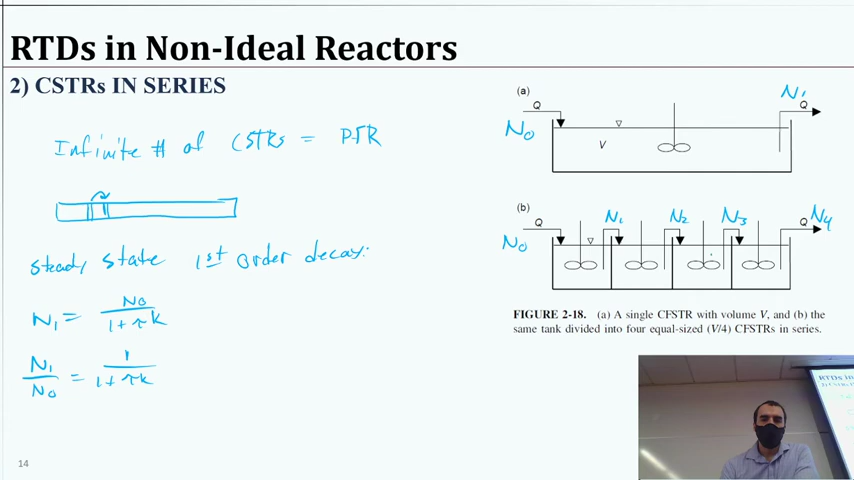 RTDs in Non-Ideal Reactors
2) CSTRs IN SERIES
Infinite # of CSTRs = PFR
steady state 1st order decay:
N1 = N0 / 1 + τk
N1 / N0 = 1 / 1 + τk
(a)
N1
Q
Q
N0
V
(b)
Q
N1
N2
N3
Q
N4
N0
FIGURE 2-18. (a) A single CFSTR with volume V, and (b) the
same tank divided into four equal-sized (V/4) CFSTRs in series.
14